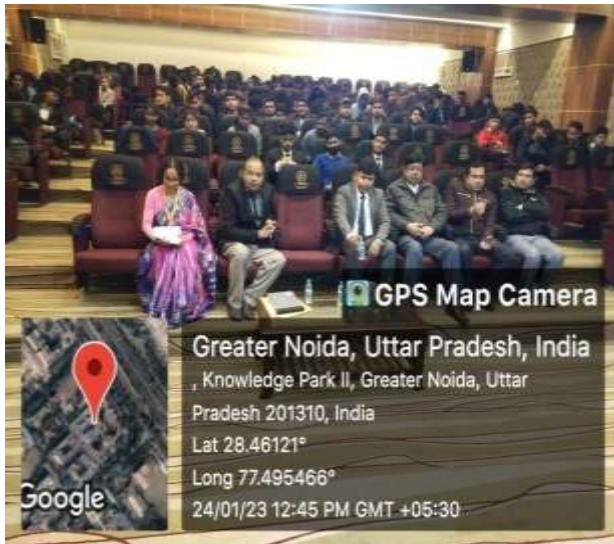 GPS Map Camera
Greater Noida, Uttar Pradesh, India
, Knowledge Park II, Greater Noida, Uttar
Pradesh 201310, India
Lat 28.46121°
Long 77.495466°
24/01/23 12:45 PM GMT +05:30
Google